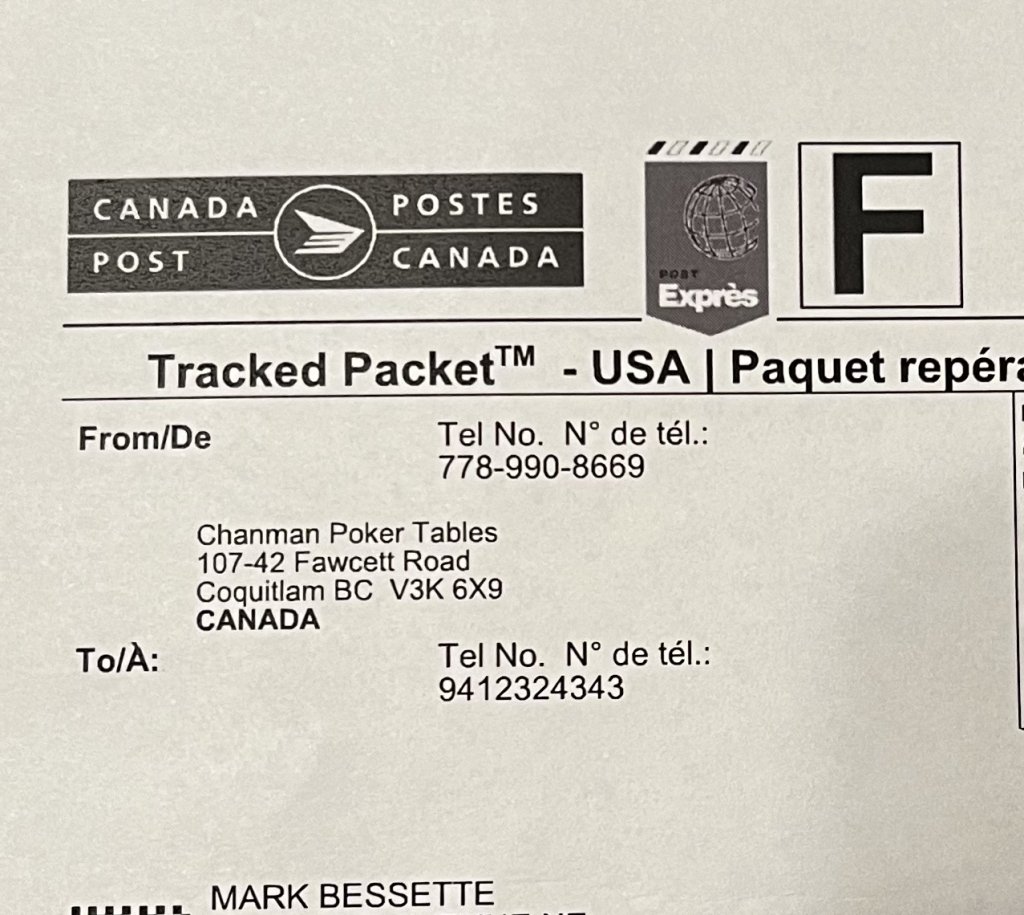 CANADA POST
POSTES CANADA
POST
Exprès
F
Tracked Packet™ - USA | Paquet
From/De
Tel No. N° de tél.:
778-990-8669
Chanman Poker Tables
107-42 Fawcett Road
Coquitlam BC V3K 6X9
CANADA
To/À:
Tel No. N° de tél.:
9412324343
MARK BESSETTE